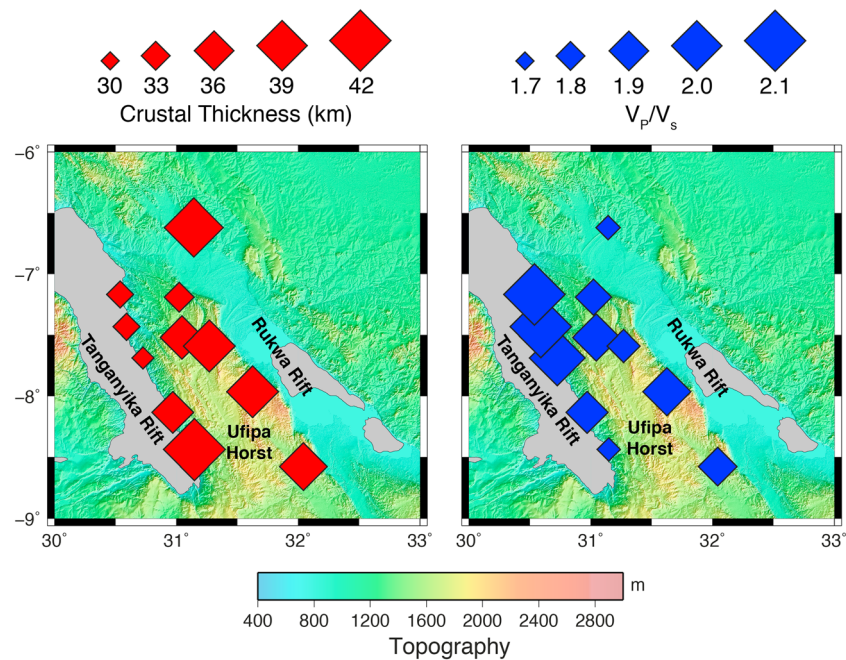 30 33 36 39 42
Crustal Thickness (km)
1.7 1.8 1.9 2.0 2.1
VP/Vs
−6°
−7°
−8°
−9°
30° 31° 32° 33°
Tanganyika Rift
Rukwa Rift
Ufipa
Horst
30° 31° 32° 33°
Tanganyika Rift
Rukwa Rift
Ufipa
Horst
m
400 800 1200 1600 2000 2400 2800
Topography